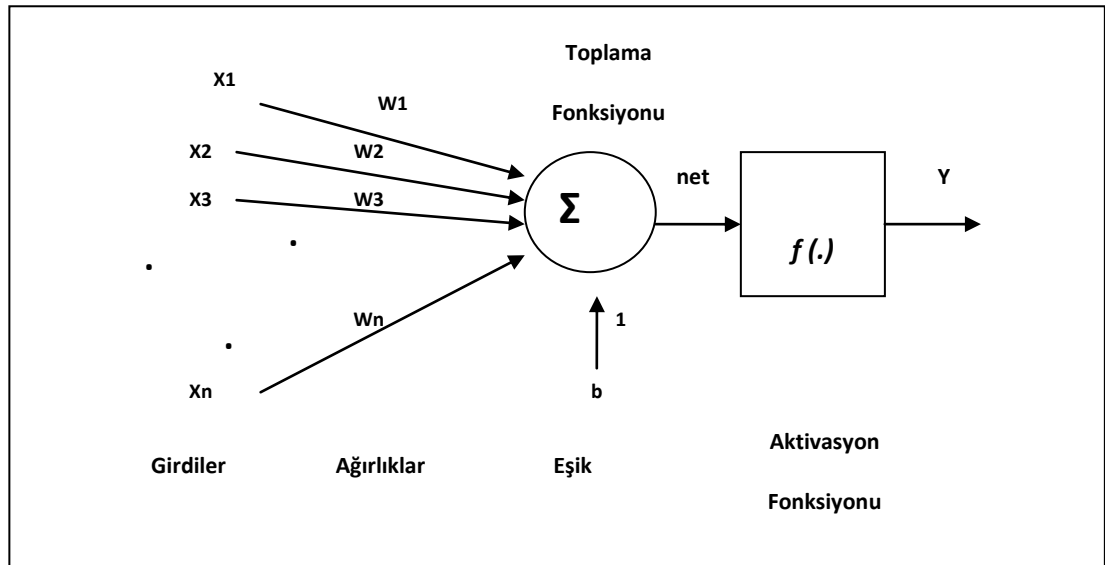 Toplama
Fonksiyonu
X1
W1
X2
W2
X3
W3
Σ
net
f (.)
Y
Wn
1
Xn
b
Girdiler
Ağırlıklar
Eşik
Aktivasyon
Fonksiyonu